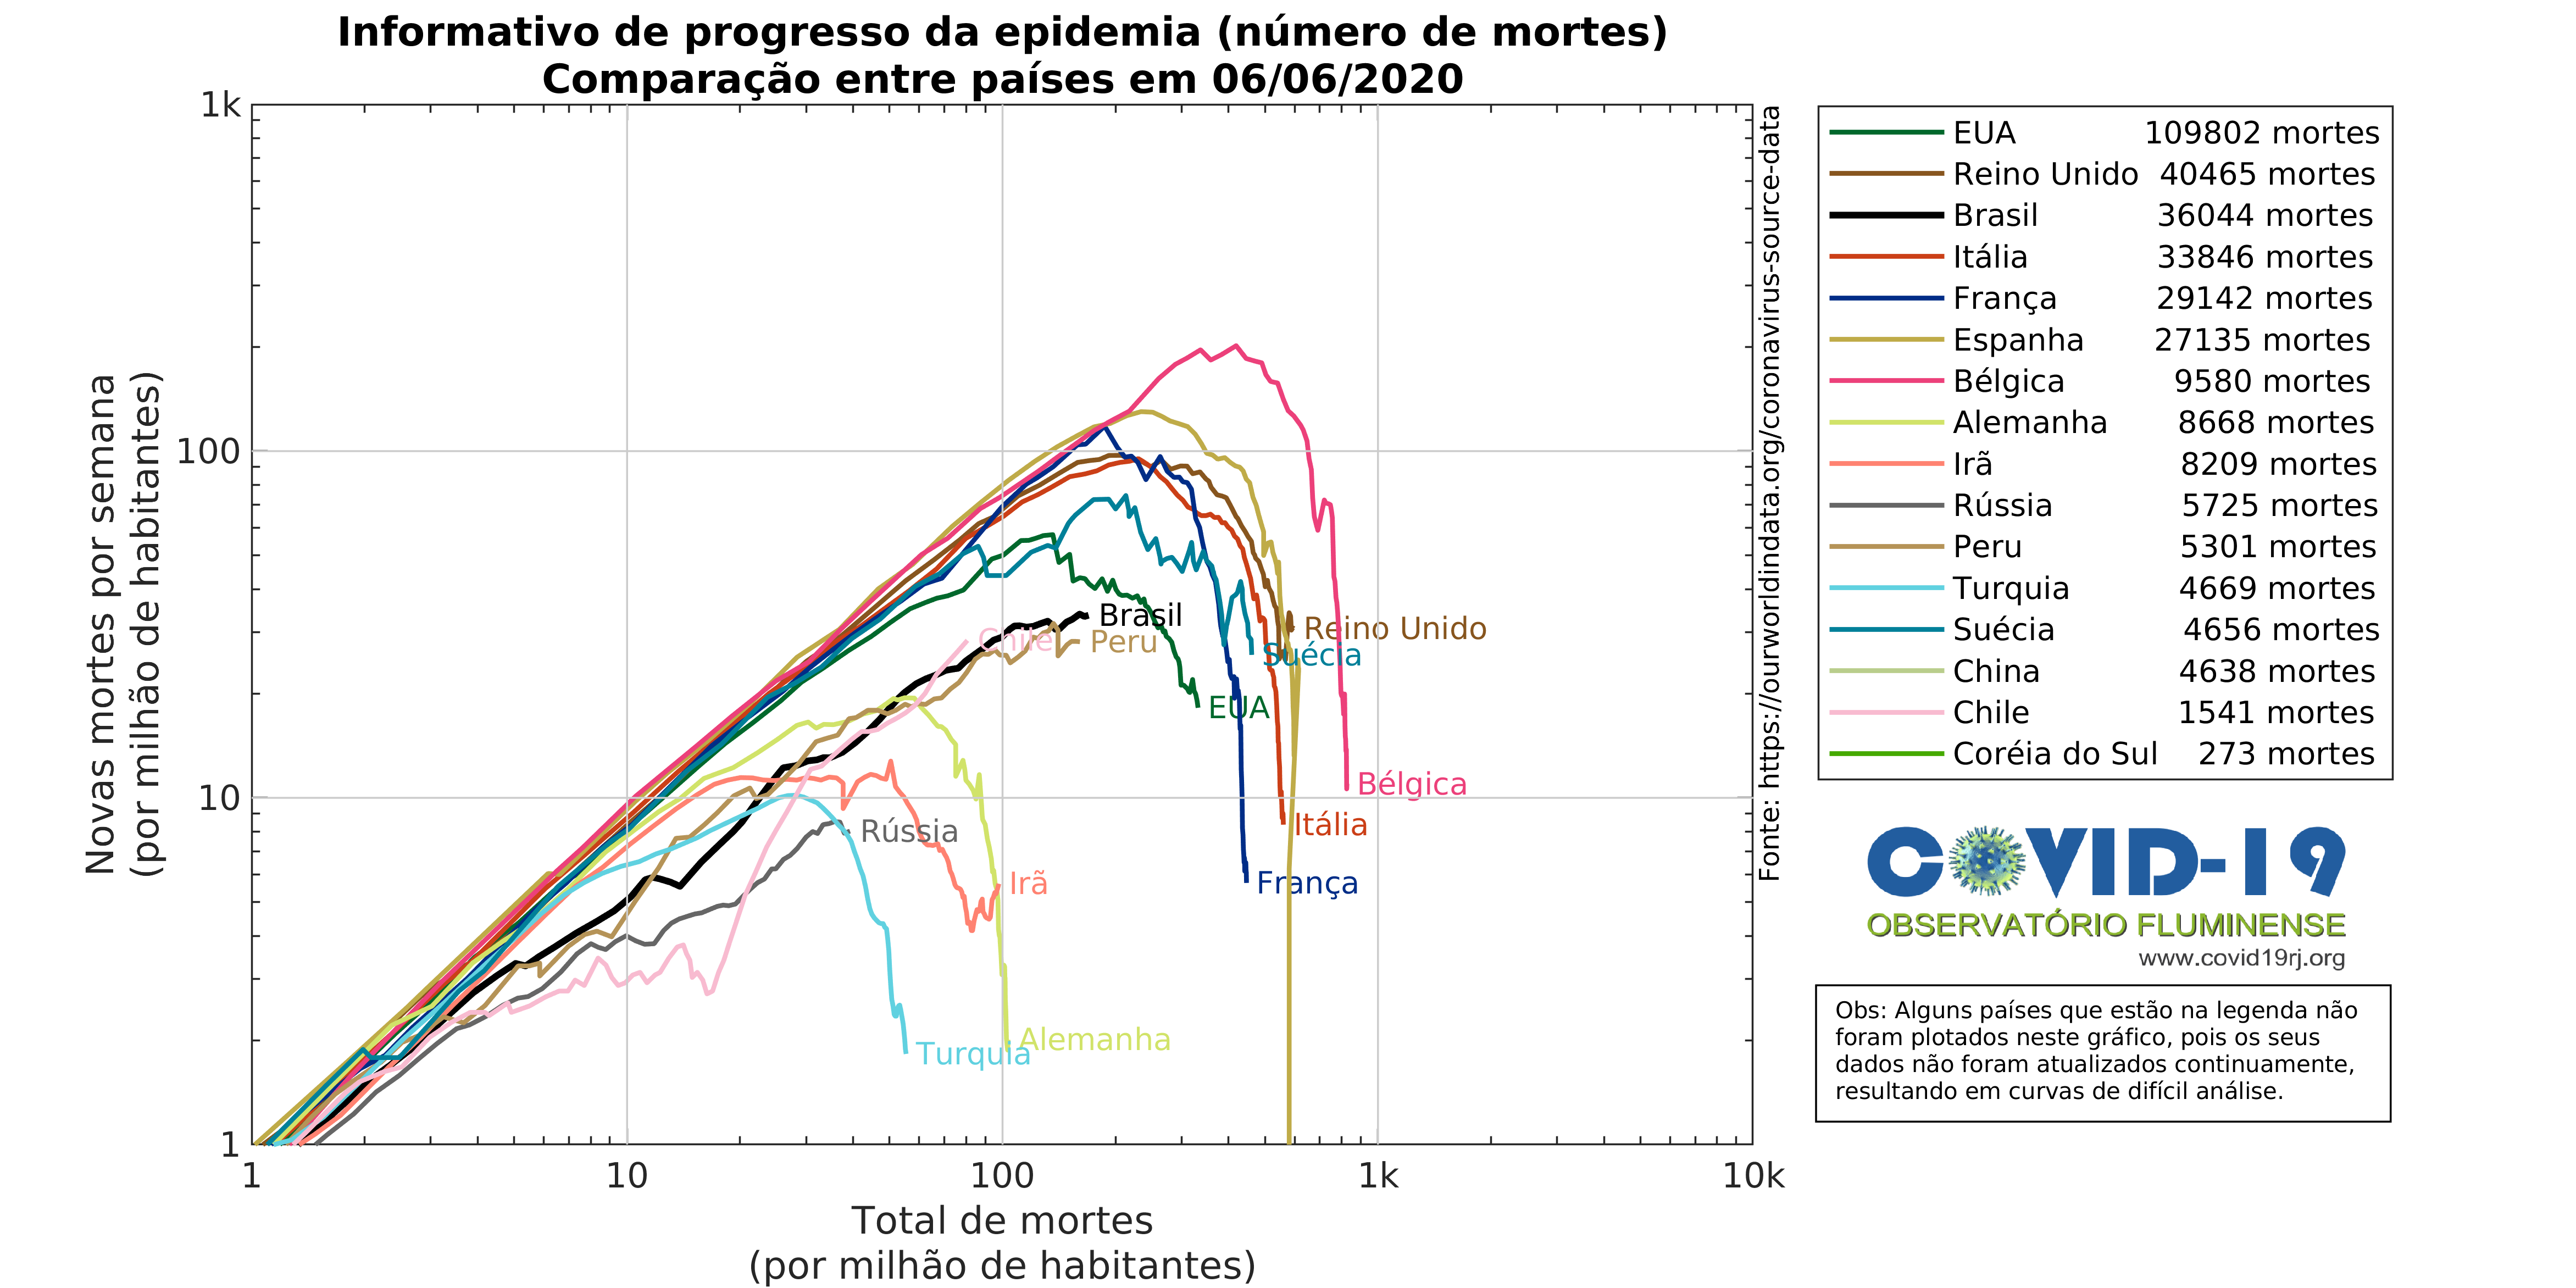 Informativo de progresso da epidemia (número de mortes)
Comparação entre países em 06/06/2020
Novas mortes por semana
(por milhão de habitantes)
1k
100
10
1
1
10
100
1k
10k
Total de mortes
(por milhão de habitantes)
Brasil
Chile
Peru
Reino Unido
Suécia
EUA
Bélgica
Itália
Rússia
Irã
França
Alemanha
Turquia
Fonte: https://ourworldindata.org/coronavirus-source-data
EUA 109802 mortes
Reino Unido 40465 mortes
Brasil 36044 mortes
Itália 33846 mortes
França 29142 mortes
Espanha 27135 mortes
Bélgica 9580 mortes
Alemanha 8668 mortes
Irã 8209 mortes
Rússia 5725 mortes
Peru 5301 mortes
Turquia 4669 mortes
Suécia 4656 mortes
China 4638 mortes
Chile 1541 mortes
Coréia do Sul 273 mortes
COVID-19
OBSERVATÓRIO FLUMINENSE
www.covid19rj.org
Obs: Alguns países que estão na legenda não
foram plotados neste gráfico, pois os seus
dados não foram atualizados continuamente,
resultando em curvas de difícil análise.